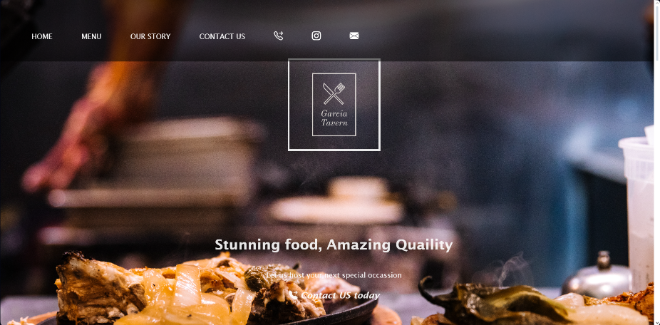 HOME MENU OUR STORY CONTACT US
Garcia
Tavern
Stunning food, Amazing Quaility
Let us host your next special occassion
Contact US today